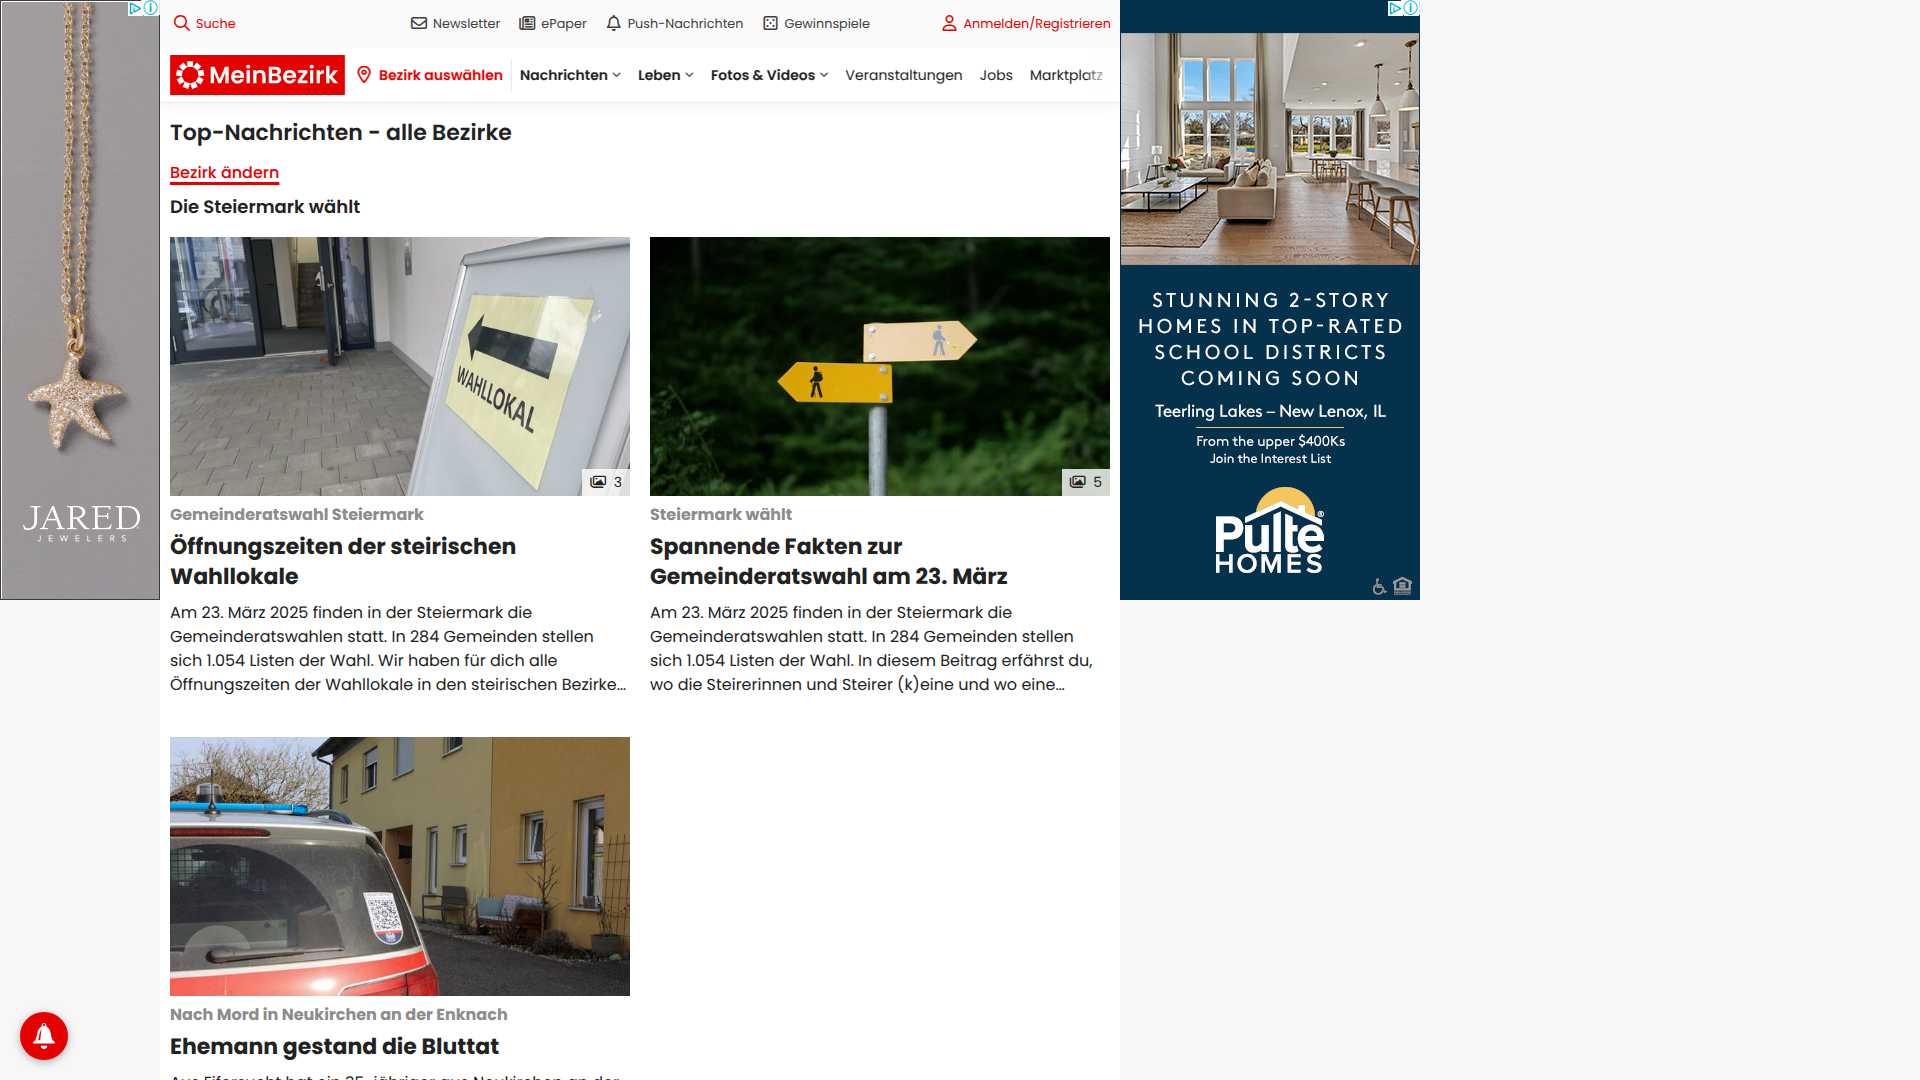 Suche
Newsletter
ePaper
Push-Nachrichten
Gewinnspiele
Anmelden/Registrieren
MeinBezirk
Bezirk auswählen
Nachrichten
Leben
Fotos & Videos
Veranstaltungen
Jobs
Marktplatz
Top-Nachrichten - alle Bezirke
Bezirk ändern
Die Steiermark wählt
WAHLLOKAL
3
Gemeinderatswahl Steiermark
Öffnungszeiten der steirischen
Wahllokale
Am 23. März 2025 finden in der Steiermark die
Gemeinderatswahlen statt. In 284 Gemeinden stellen
sich 1.054 Listen der Wahl. Wir haben für dich alle
Öffnungszeiten der Wahllokale in den steirischen Bezirke...
5
Steiermark wählt
Spannende Fakten zur
Gemeinderatswahl am 23. März
Am 23. März 2025 finden in der Steiermark die
Gemeinderatswahlen statt. In 284 Gemeinden stellen
sich 1.054 Listen der Wahl. In diesem Beitrag erfährst du,
wo die Steirerinnen und Steirer (k)eine und wo eine...
Nach Mord in Neukirchen an der Enknach
Ehemann gestand die Bluttat
JARED
JEWELERS
STUNNING 2-STORY
HOMES IN TOP-RATED
SCHOOL DISTRICTS
COMING SOON
Teerling Lakes – New Lenox, IL
From the upper $400Ks
Join the Interest List
Pulte®
HOMES